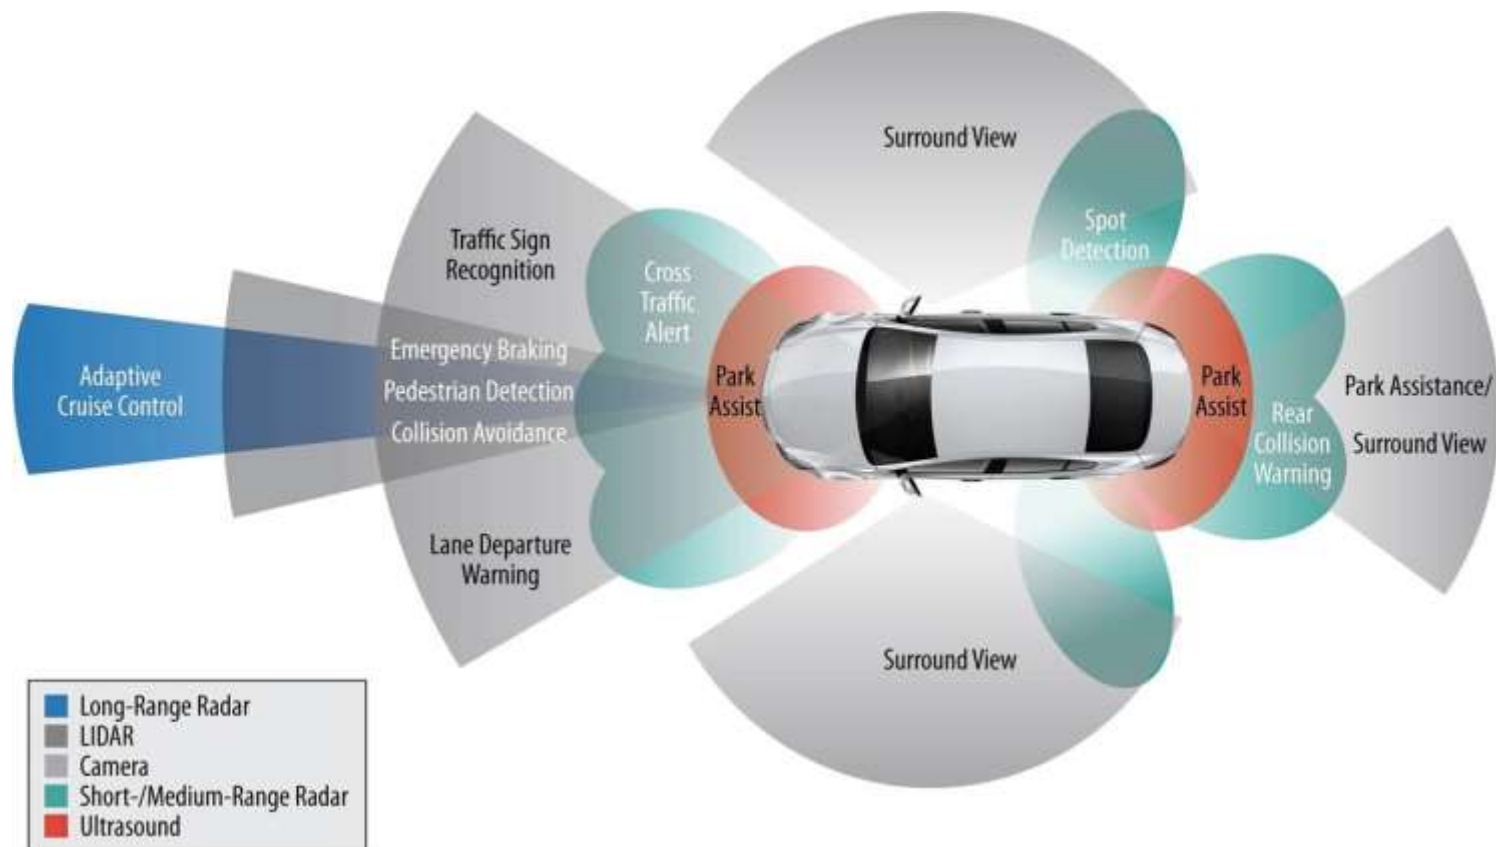 Surround View
Spot
Detection
Traffic Sign
Recognition
Cross
Traffic
Alert
Emergency Braking
Pedestrian Detection
Collision Avoidance
Adaptive
Cruise Control
Park
Assist
Park
Assist
Rear
Collision
Warning
Park Assistance/
Surround View
Lane Departure
Warning
Surround View
Long-Range Radar
LIDAR
Camera
Short-/Medium-Range Radar
Ultrasound